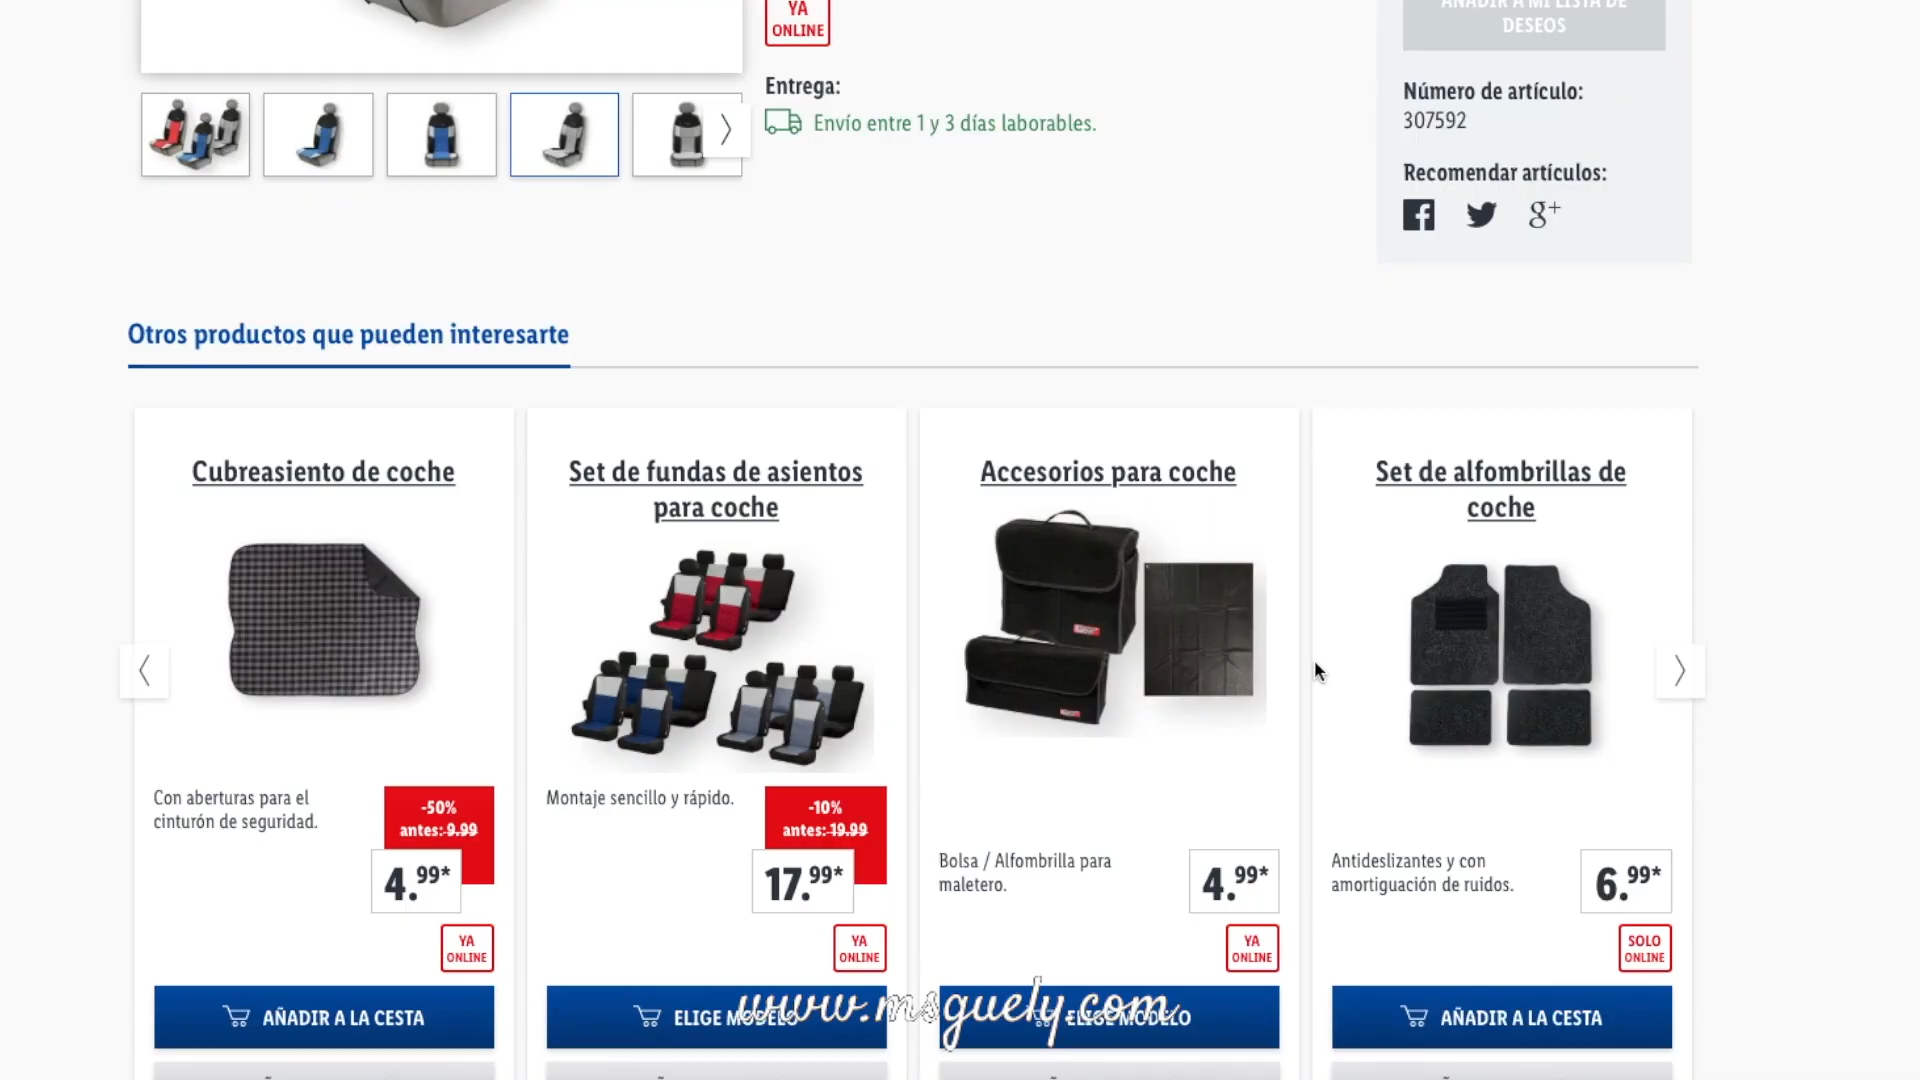 AÑADIR A MI LISTA DE
DESEOS
YA
ONLINE
Entrega:
Envío entre 1 y 3 días laborables.
Número de artículo:
307592
Recomendar artículos:
g+
Otros productos que pueden interesarte
Cubreasiento de coche
Con aberturas para el
cinturón de seguridad.
-50%
antes: 9.99
4.99*
YA
ONLINE
AÑADIR A LA CESTA
Set de fundas de asientos
para coche
Montaje sencillo y rápido.
-10%
antes: 19.99
17.99*
YA
ONLINE
ELIGE MODELO
Accesorios para coche
Bolsa / Alfombrilla para
maletero.
4.99*
YA
ONLINE
ELIGE MODELO
Set de alfombrillas de
coche
Antideslizantes y con
amortiguación de ruidos.
6.99*
SOLO
ONLINE
AÑADIR A LA CESTA
www.msguely.com